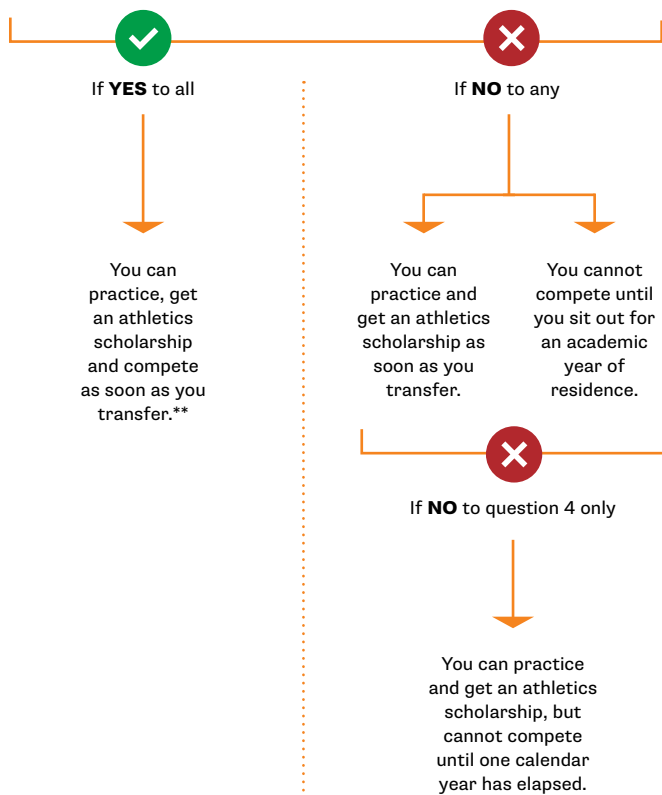 If YES to all
You can
practice, get
an athletics
scholarship
and compete
as soon as you
transfer.**
If NO to any
You can
practice and
get an athletics
scholarship as
soon as you
transfer.
You cannot
compete until
you sit out for
an academic
year of
residence.
If NO to question 4 only
You can practice
and get an athletics
scholarship, but
cannot compete
until one calendar
year has elapsed.